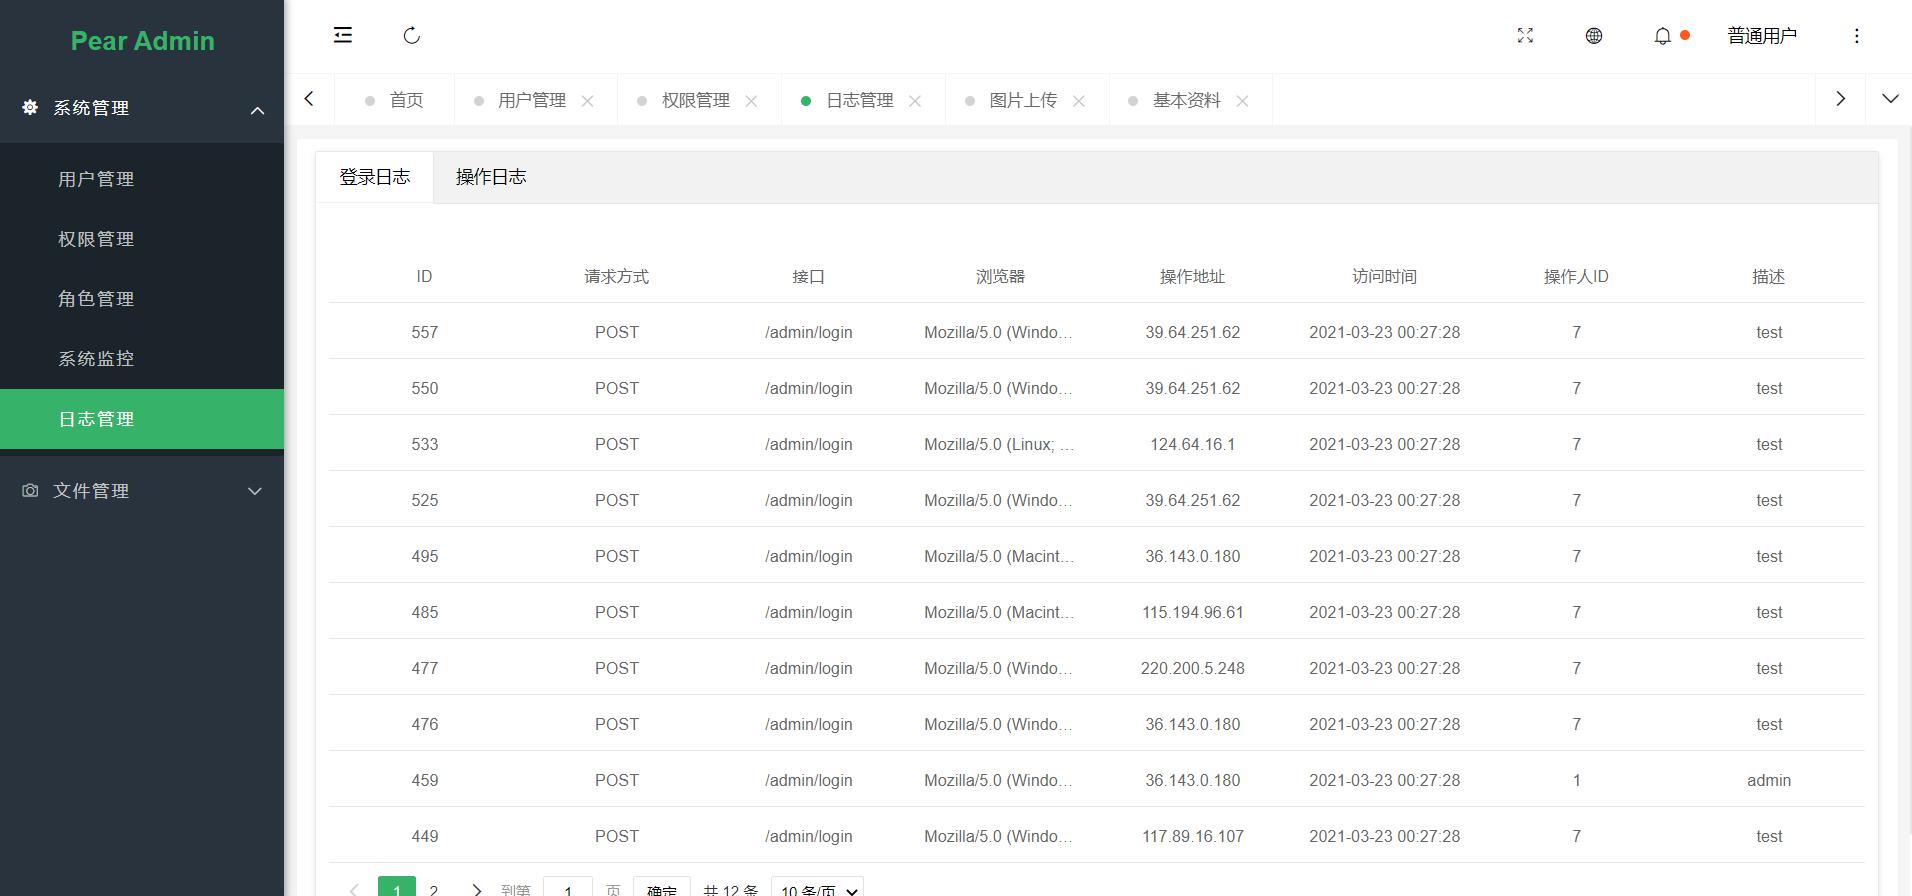 Pear Admin
普通用户
系统管理
首页
用户管理
权限管理
日志管理
图片上传
基本资料
用户管理
权限管理
角色管理
系统监控
日志管理
文件管理
登录日志 操作日志
ID 请求方式 接口 浏览器 操作地址 访问时间 操作人ID 描述
557 POST /admin/login Mozilla/5.0 (Windo... 39.64.251.62 2021-03-23 00:27:28 7 test
550 POST /admin/login Mozilla/5.0 (Windo... 39.64.251.62 2021-03-23 00:27:28 7 test
533 POST /admin/login Mozilla/5.0 (Linux; ... 124.64.16.1 2021-03-23 00:27:28 7 test
525 POST /admin/login Mozilla/5.0 (Windo... 39.64.251.62 2021-03-23 00:27:28 7 test
495 POST /admin/login Mozilla/5.0 (Macint... 36.143.0.180 2021-03-23 00:27:28 7 test
485 POST /admin/login Mozilla/5.0 (Macint... 115.194.96.61 2021-03-23 00:27:28 7 test
477 POST /admin/login Mozilla/5.0 (Windo... 220.200.5.248 2021-03-23 00:27:28 7 test
476 POST /admin/login Mozilla/5.0 (Windo... 36.143.0.180 2021-03-23 00:27:28 7 test
459 POST /admin/login Mozilla/5.0 (Windo... 36.143.0.180 2021-03-23 00:27:28 1 admin
449 POST /admin/login Mozilla/5.0 (Windo... 117.89.16.107 2021-03-23 00:27:28 7 test
1 2 到第 1 页 确定 共 12 条 10 条/页